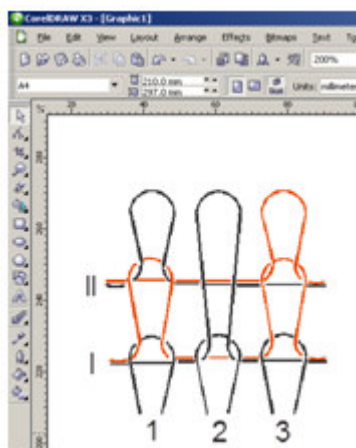 CorelDRAW X3 - [Graphic1]
File Edit View Layout Arrange Effects Bitmaps Text
200%
A4
210.0 mm
297.0 mm
Units: millimeter
20
40
60
80
II
I
1 2 3